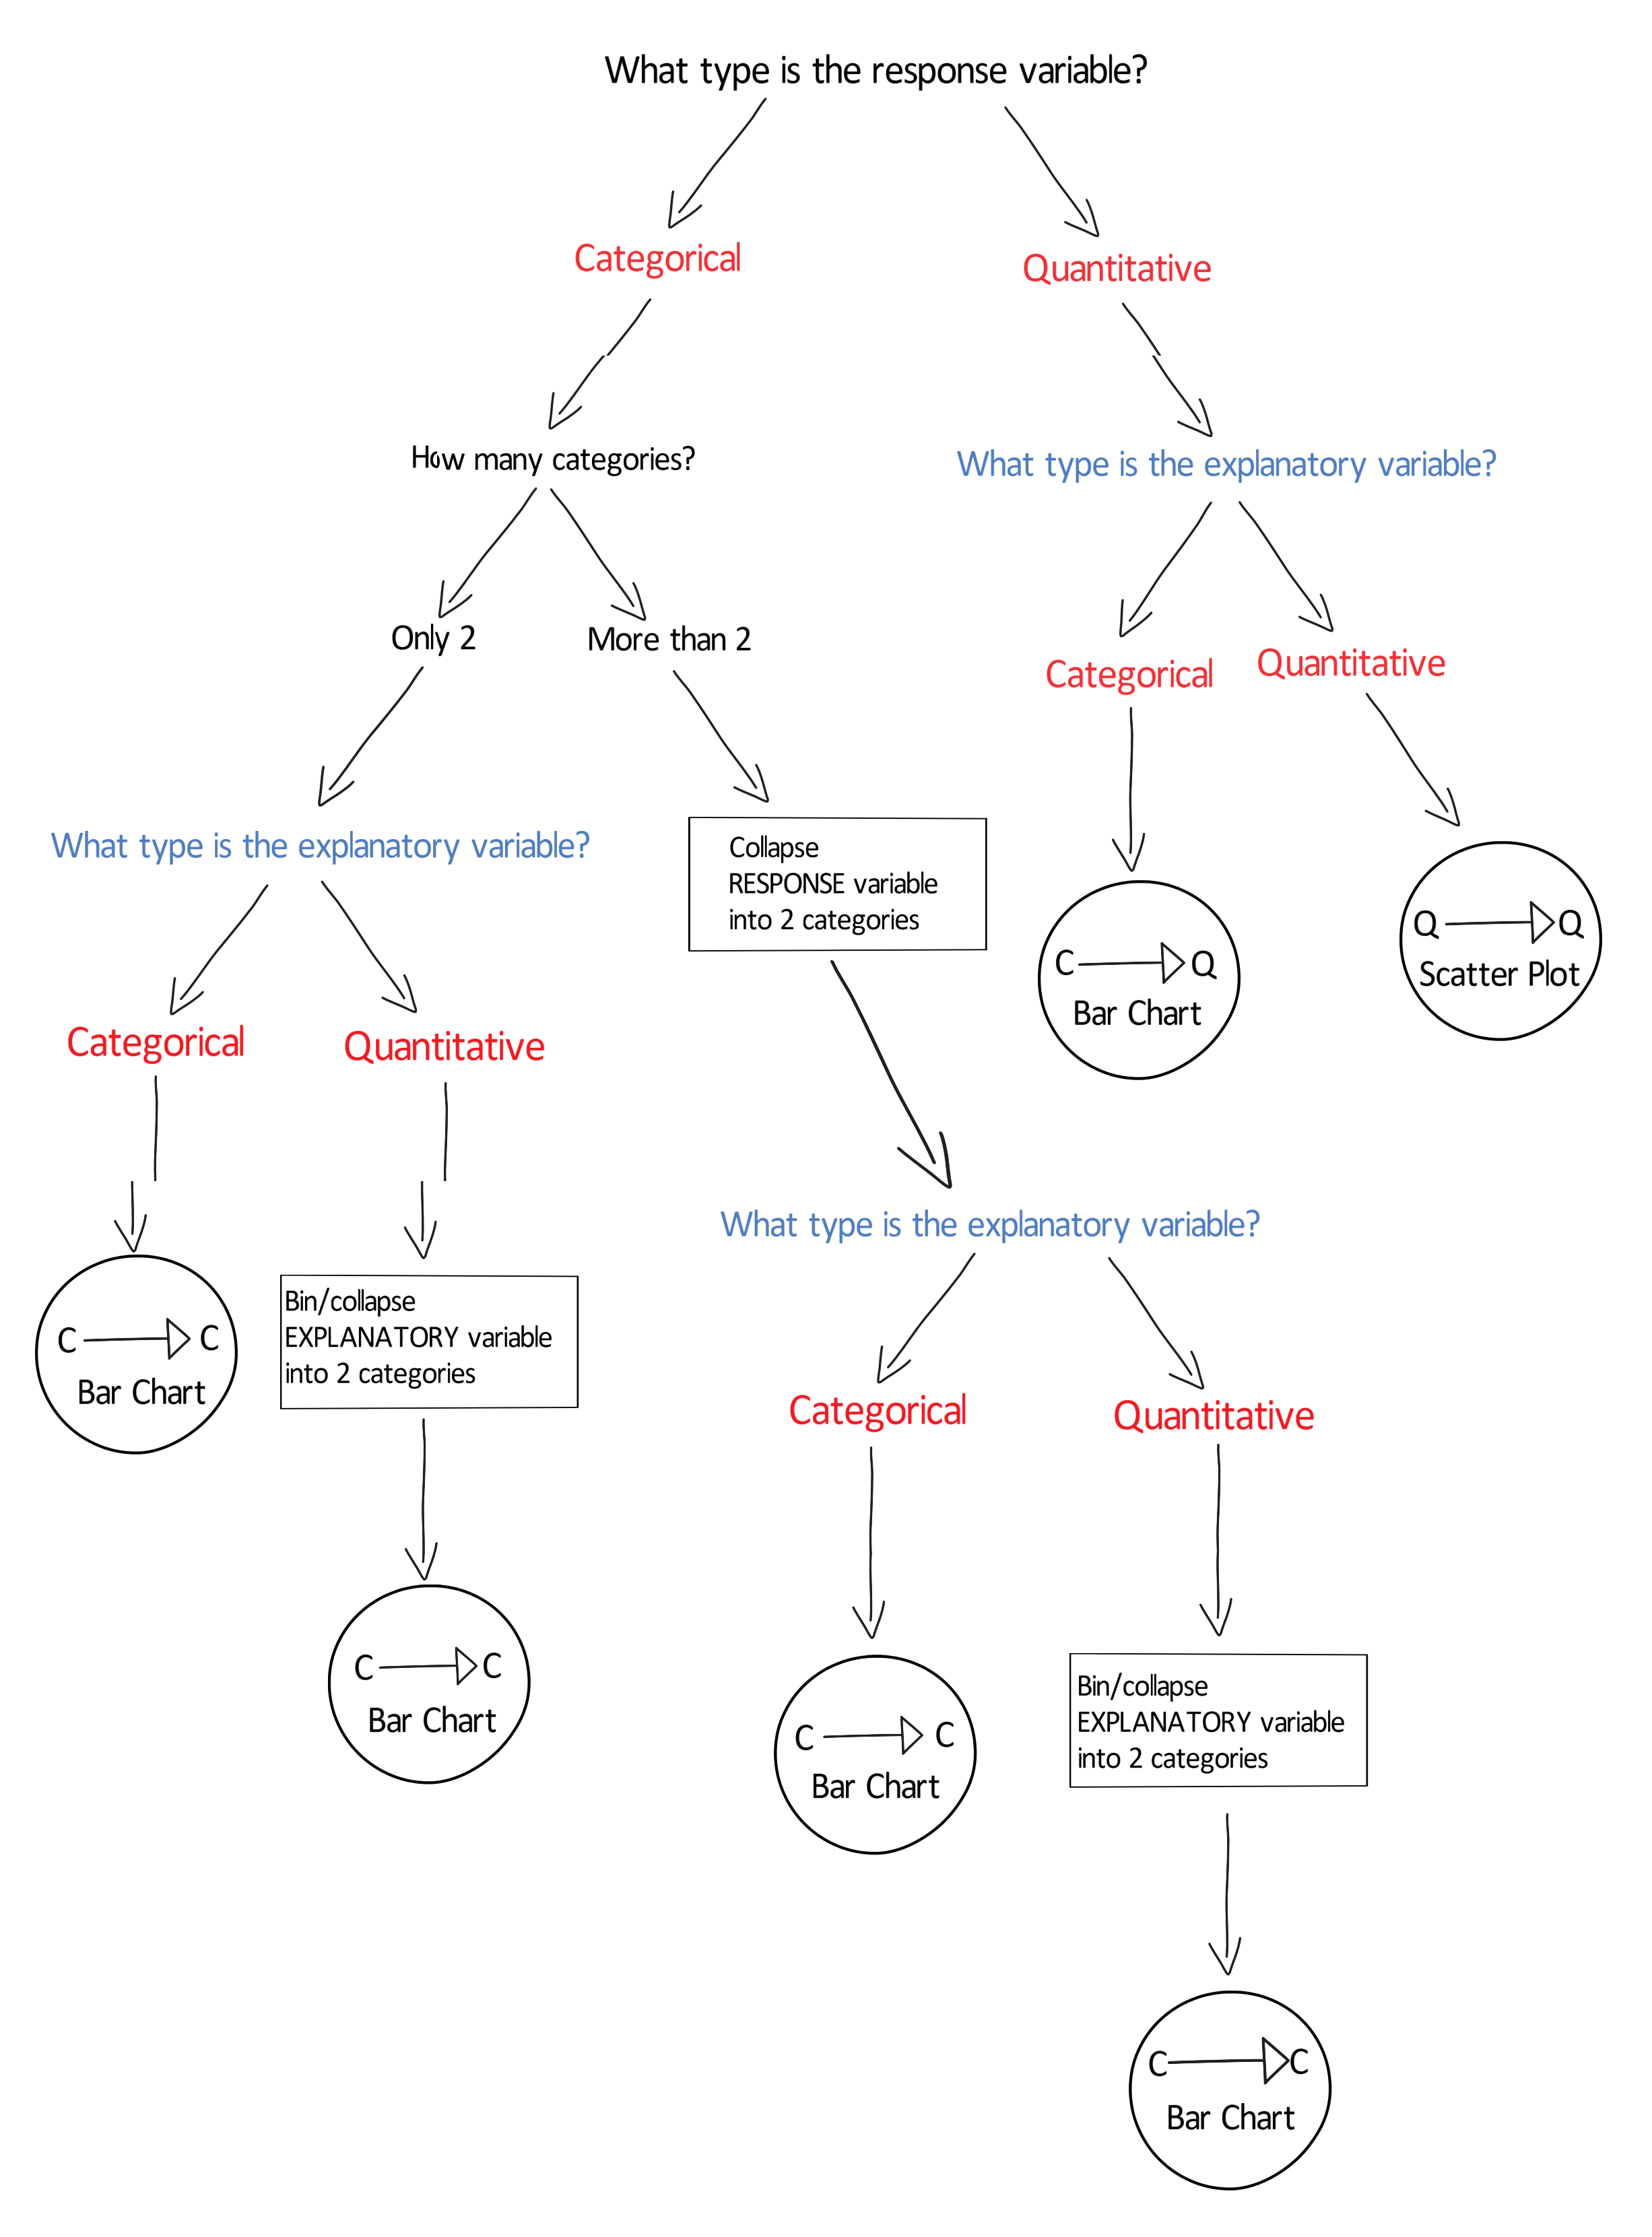 What type is the response variable?
Categorical
Quantitative
How many categories?
What type is the explanatory variable?
Only 2
More than 2
Categorical
Quantitative
What type is the explanatory variable?
Collapse
RESPONSE variable
into 2 categories
C Q
Bar Chart
Q Q
Scatter Plot
Categorical
Quantitative
What type is the explanatory variable?
C C
Bar Chart
Bin/collapse
EXPLANATORY variable
into 2 categories
Categorical
Quantitative
C C
Bar Chart
C C
Bar Chart
Bin/collapse
EXPLANATORY variable
into 2 categories
C C
Bar Chart